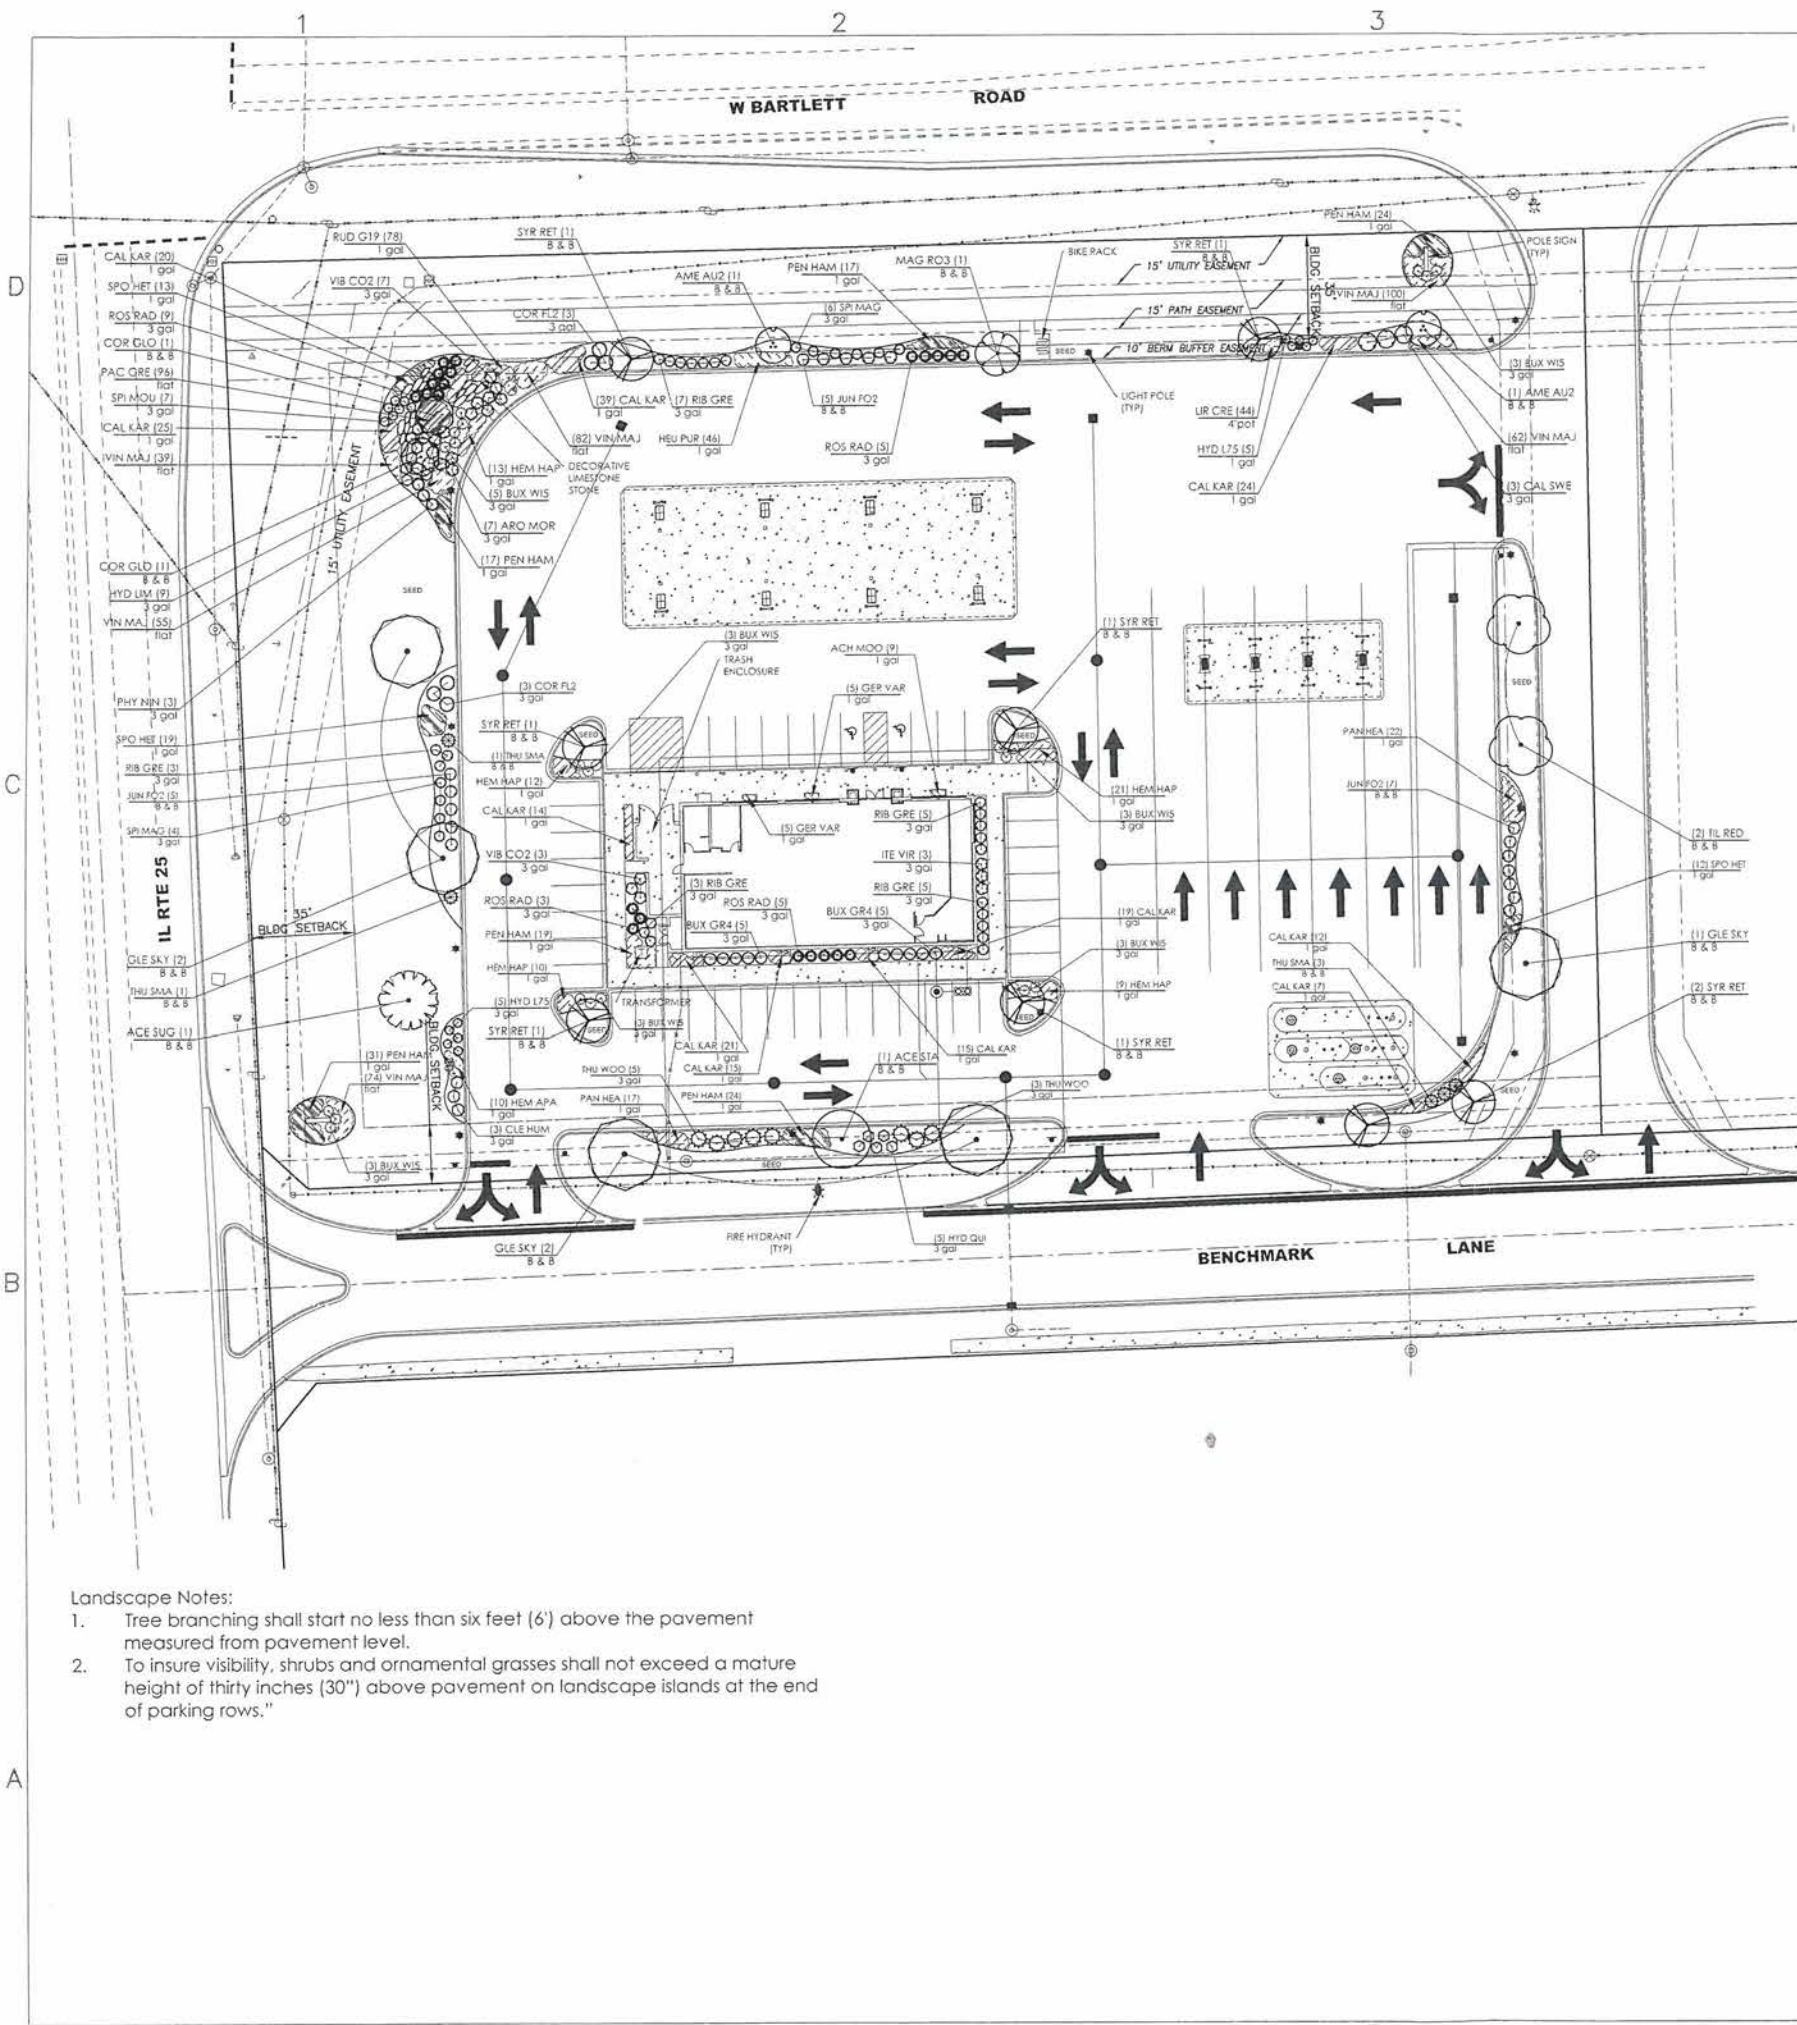 1
2
3
W BARTLETT ROAD
D
C
B
A
CAL KAR (20)
1 gal
SPO HET (13)
1 gal
ROS RAD (9)
3 gal
COR GLO (1)
B & B
PAC GRE (96)
flat
SPI MOU (7)
3 gal
CAL KAR (25)
1 gal
VIN MAJ (39)
flat
RUD G19 (78)
1 gal
VIB CO2 (7)
3 gal
SYR RET (1)
B & B
COR FL2 (3)
3 gal
AME AU2 (1)
B & B
PEN HAM (17)
1 gal
(6) SPI MAG
3 gal
MAG RO3 (1)
B & B
BIKE RACK
SYR RET (1)
B & B
15' UTILITY EASEMENT
15' PATH EASEMENT
10' BERM BUFFER EASEMENT
BLDG. SETBACK
35'
PEN HAM (24)
1 gal
POLE SIGN
(TYP)
VIN MAJ (100)
flat
(3) BUX WIS
3 gal
(1) AME AU2
B & B
(62) VIN MAJ
flat
(3) CAL SWE
3 gal
SEED
LIGHT POLE
(TYP)
LIR CRE (44)
4"pot
HYD L75 (5)
1 gal
CAL KAR (24)
1 gal
(39) CAL KAR
1 gal
(7) RIB GRE
3 gal
(5) JUN FO2
B & B
(82) VIN MAJ
flat
HEU PUR (46)
1 gal
ROS RAD (5)
3 gal
(13) HEM HAP
1 gal
DECORATIVE
LIMESTONE
STONE
(5) BUX WIS
3 gal
(7) ARO MOR
3 gal
(17) PEN HAM
1 gal
15' UTILITY EASEMENT
SEED
COR GLO (1)
B & B
HYD LIM (9)
3 gal
VIN MAJ (55)
flat
PHY NIN (3)
3 gal
SPO HET (19)
1 gal
RIB GRE (3)
3 gal
JUN FO2 (5)
B & B
SPI MAG (4)
3 gal
IL RTE 25
35'
BLDG SETBACK
GLE SKY (2)
B & B
THU SMA (1)
B & B
ACE SUG (1)
B & B
(3) BUX WIS
3 gal
TRASH
ENCLOSURE
ACH MOO (9)
1 gal
(5) GER VAR
1 gal
(1) SYR RET
B & B
(3) COR FL2
3 gal
SYR RET (1)
B & B
SEED
(1) THU SMA
B & B
HEM HAP (12)
1 gal
CAL KAR (14)
1 gal
VIB CO2 (3)
3 gal
ROS RAD (3)
3 gal
PEN HAM (19)
1 gal
HEM HAP (10)
1 gal
(5) HYD L75
3 gal
SYR RET (1)
B & B
SEED
(5) GER VAR
1 gal
RIB GRE (5)
3 gal
ITE VIR (3)
3 gal
RIB GRE (5)
3 gal
(3) RIB GRE
3 gal
ROS RAD (5)
3 gal
BUX GR4 (5)
3 gal
BUX GR4 (5)
3 gal
SEED
(21) HEM HAP
1 gal
(3) BUX WIS
3 gal
(19) CAL KAR
1 gal
(3) BUX WIS
3 gal
(9) HEM HAP
1 gal
SEED
(1) SYR RET
B & B
TRANSFORMER
(3) BUX WIS
3 gal
CAL KAR (21)
1 gal
CAL KAR (15)
1 gal
(15) CAL KAR
1 gal
(1) ACE STA
B & B
(3) THU WOO
3 gal
THU WOO (5)
3 gal
PAN HEA (17)
1 gal
PEN HAM (24)
1 gal
BLDG SETBACK
(31) PEN HAM
1 gal
(74) VIN MAJ
flat
(10) HEM APA
1 gal
(3) CLE HUM
3 gal
(3) BUX WIS
3 gal
SEED
GLE SKY (2)
B & B
FIRE HYDRANT
(TYP)
(5) HYD QUI
3 gal
SEED
PAN HEA (22)
1 gal
JUN FO2 (7)
B & B
(2) TIL RED
B & B
(12) SPO HET
1 gal
(1) GLE SKY
B & B
CAL KAR (12)
1 gal
THU SMA (3)
B & B
CAL KAR (7)
1 gal
(2) SYR RET
B & B
SEED
BENCHMARK LANE
Landscape Notes:
1. Tree branching shall start no less than six feet (6') above the pavement
measured from pavement level.
2. To insure visibility, shrubs and ornamental grasses shall not exceed a mature
height of thirty inches (30") above pavement on landscape islands at the end
of parking rows."